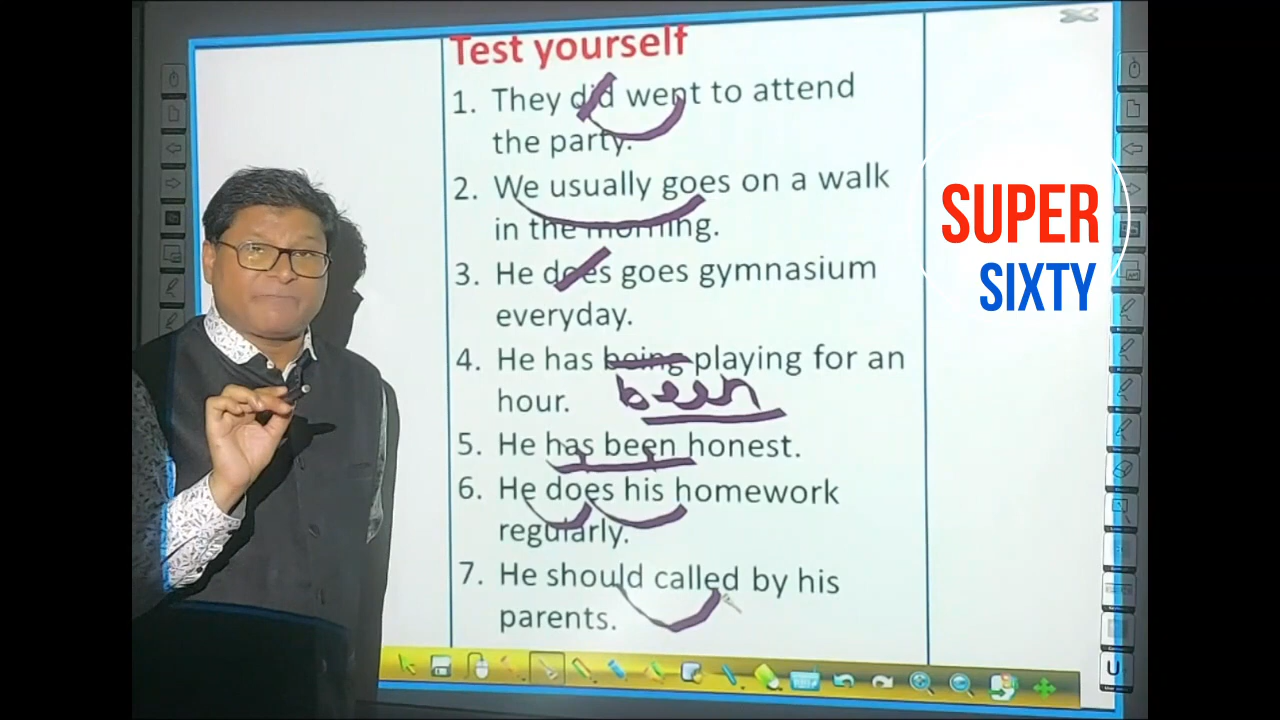 Test yourself
1. They did went to attend
the party.
2. We usually goes on a walk
in the morning.
3. He does goes gymnasium
everyday.
4. He has being playing for an
been
hour.
5. He has been honest.
6. He does his homework
regularly.
7. He should called by his
parents.
SUPER
SIXTY
U